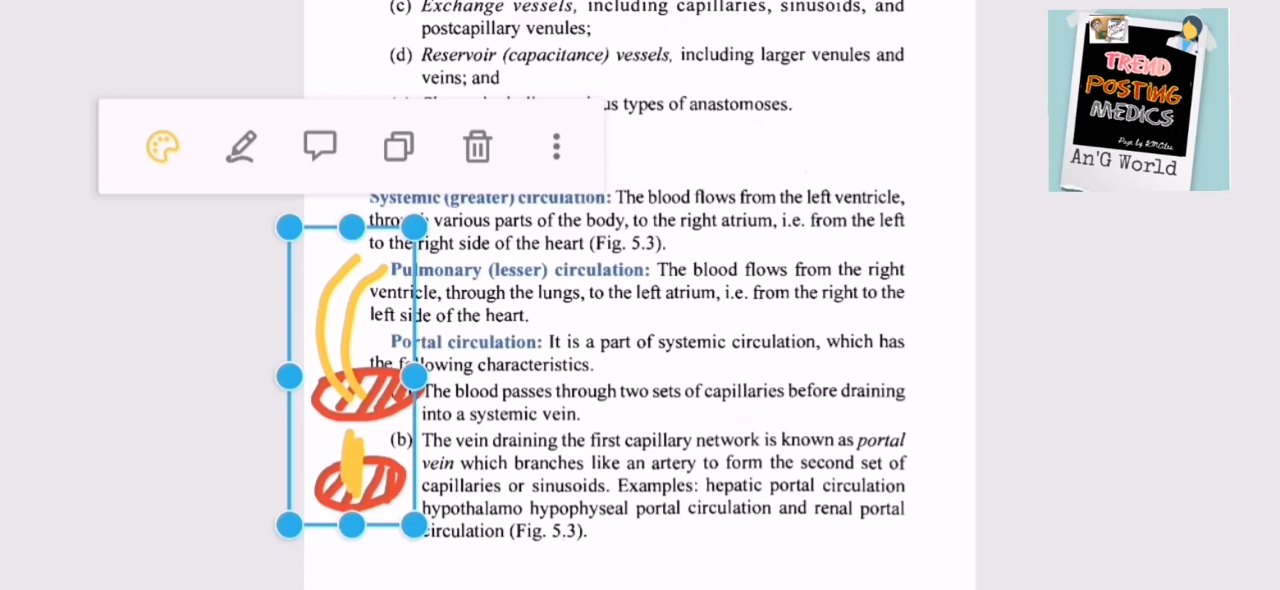 (c) Exchange vessels, including capillaries, sinusoids, and
postcapillary venules;
(d) Reservoir (capacitance) vessels, including larger venules and
veins; and
us types of anastomoses.
Systemic (greater) circulation: The blood flows from the left ventricle,
various parts of the body, to the right atrium, i.e. from the left
to the right side of the heart (Fig. 5.3).
Pulmonary (lesser) circulation: The blood flows from the right
ventricle, through the lungs, to the left atrium, i.e. from the right to the
left side of the heart.
Portal circulation: It is a part of systemic circulation, which has
the following characteristics.
The blood passes through two sets of capillaries before draining
into a systemic vein.
(b) The vein draining the first capillary network is known as portal
vein which branches like an artery to form the second set of
capillaries or sinusoids. Examples: hepatic portal circulation
hypothalamo hypophyseal portal circulation and renal portal
circulation (Fig. 5.3).
TREND
POSTING
MEDICS
An'G World